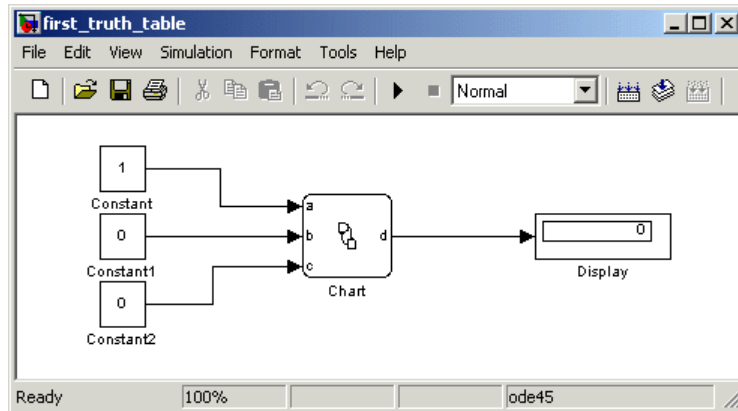 first_truth_table
File Edit View Simulation Format Tools Help
Normal
1
Constant
0
Constant1
0
Constant2
a
b
c
d
Chart
0
Display
Ready 100% ode45